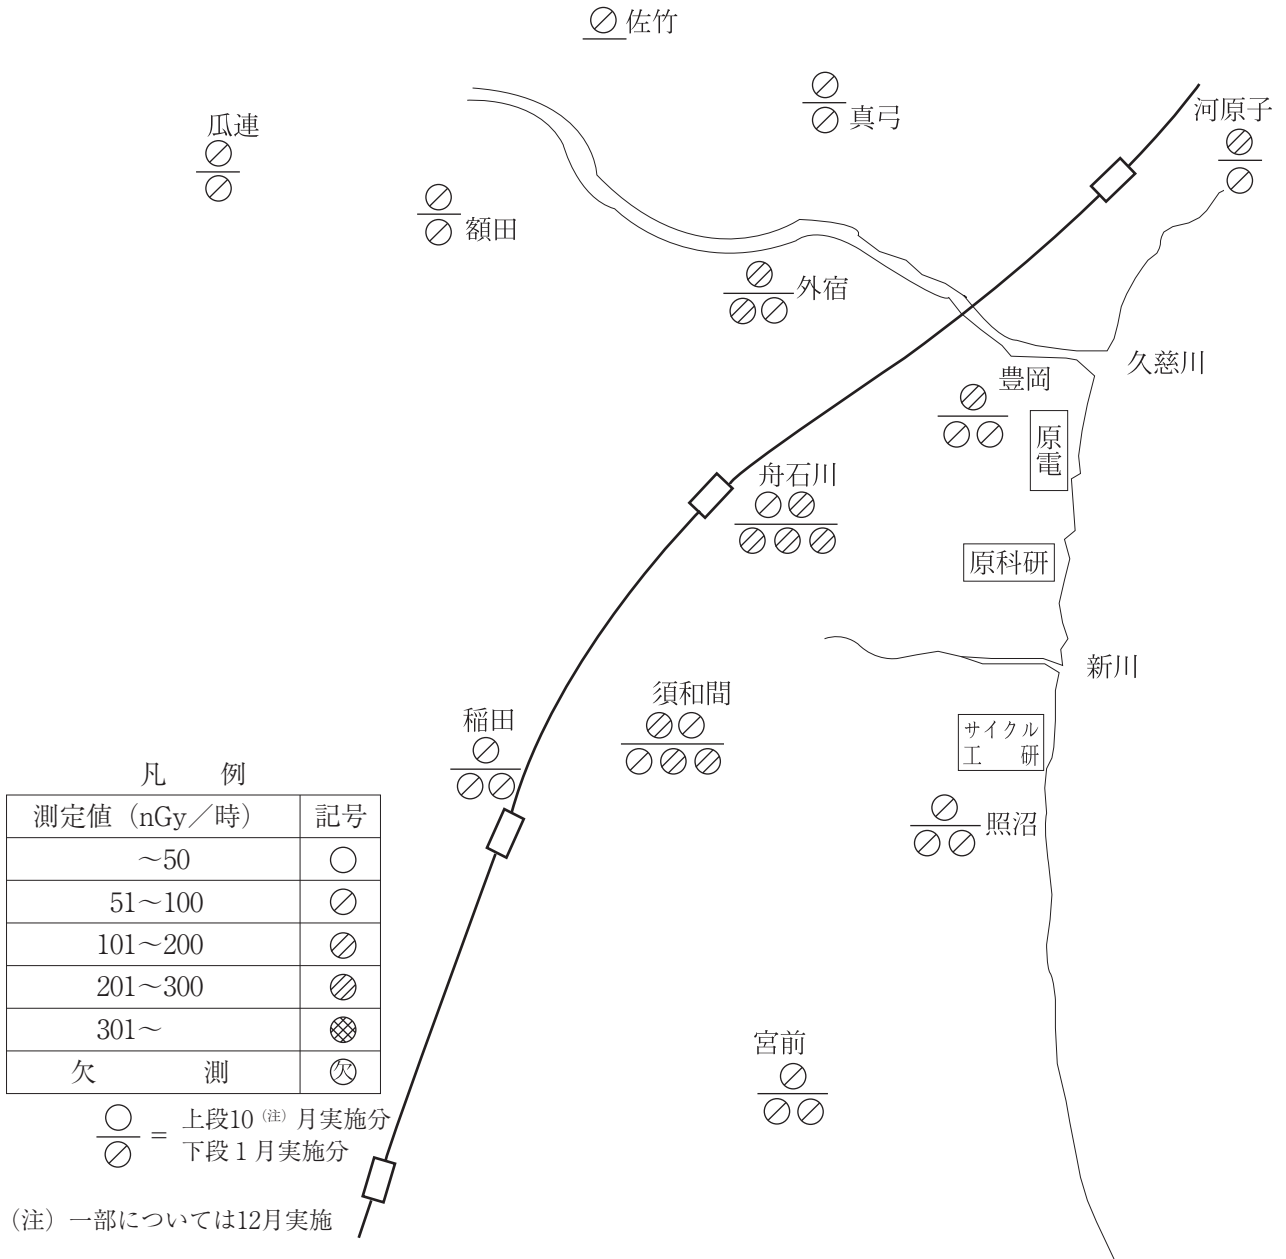 佐竹
真弓
河原子
瓜連
額田
外宿
久慈川
豊岡
原電
舟石川
原科研
新川
須和間
稲田
サイクル
工 研
照沼
宮前
凡 例
測定値（nGy／時） 記号
～50
51～100
101～200
201～300
301～
欠 測 欠
＝ 上段10（注）月実施分
下段１月実施分
（注）一部については12月実施